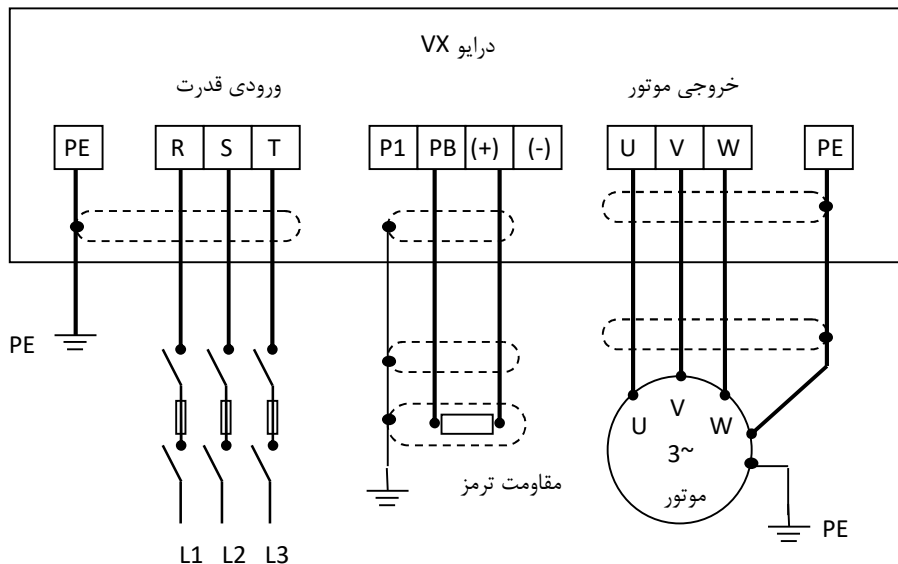 درایو VX
ورودی قدرت
خروجی موتور
PE R S T P1 PB (+) (-) U V W PE
PE
U V W
3~
موتور
مقاومت ترمز
PE
L1 L2 L3